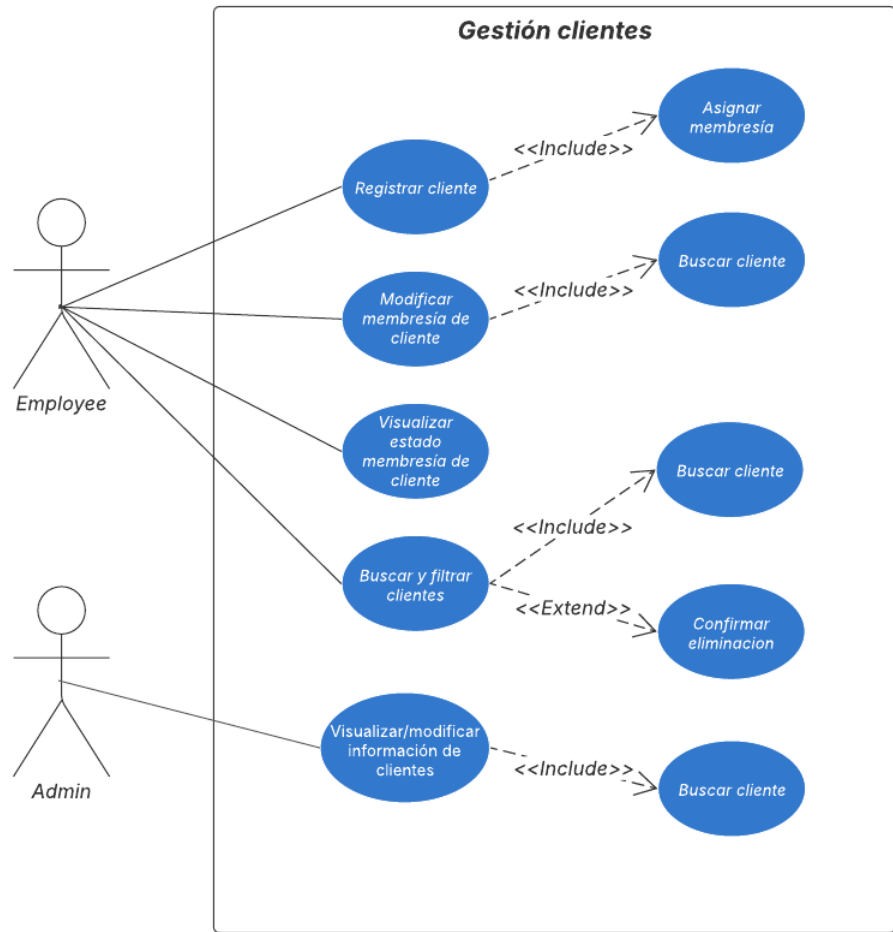 Gestión clientes
Asignar
membresía
<<Include>>
Registrar cliente
Buscar cliente
<<Include>>
Modificar
membresía de
cliente
Employee
Visualizar
estado
membresía de
cliente
Buscar cliente
<<Include>>
Buscar y filtrar
clientes
<<Extend>>
Confirmar
eliminacion
Visualizar/modificar
información de
clientes
<<Include>>
Buscar cliente
Admin